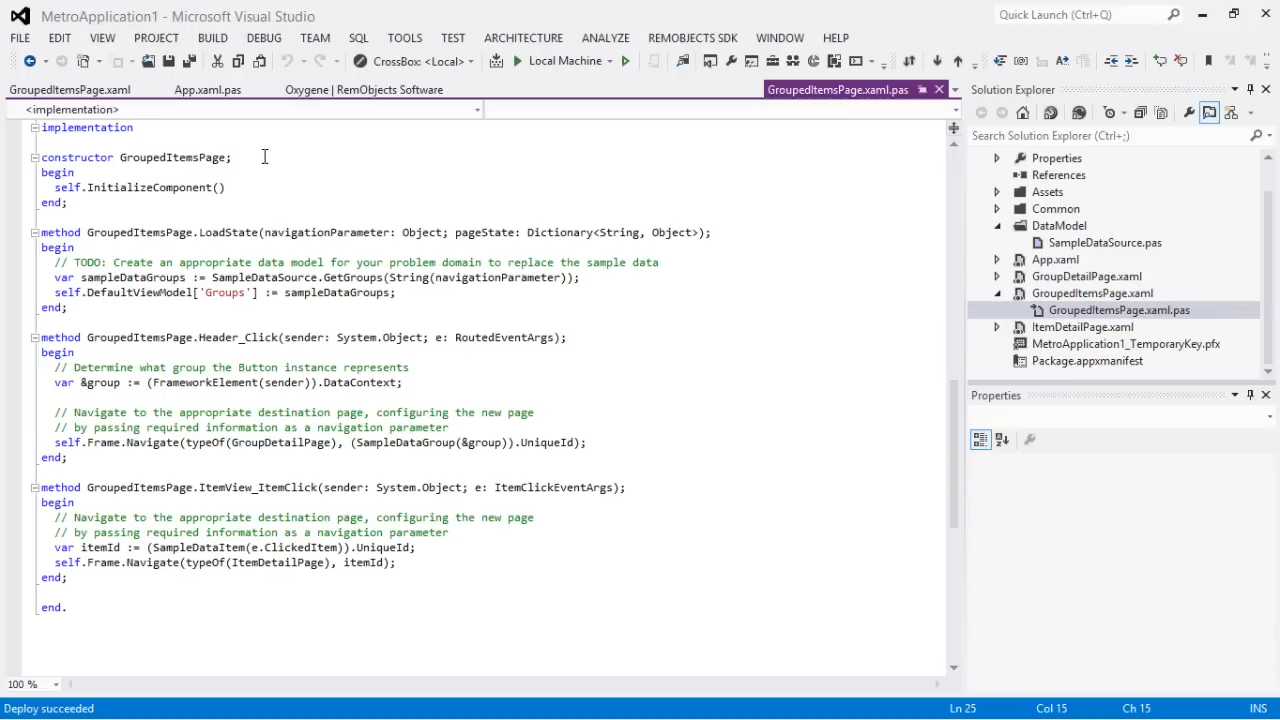 MetroApplication1 - Microsoft Visual Studio
Quick Launch (Ctrl+Q)
FILE EDIT VIEW PROJECT BUILD DEBUG TEAM SQL TOOLS TEST ARCHITECTURE ANALYZE REMOBJECTS SDK WINDOW HELP
CrossBox: <Local> Local Machine
GroupedItemsPage.xaml App.xaml.pas Oxygene | RemObjects Software GroupedItemsPage.xaml.pas
<implementation>
implementation
constructor GroupedItemsPage;
begin
self.InitializeComponent()
end;
method GroupedItemsPage.LoadState(navigationParameter: Object; pageState: Dictionary<String, Object>);
begin
// TODO: Create an appropriate data model for your problem domain to replace the sample data
var sampleDataGroups := SampleDataSource.GetGroups(String(navigationParameter));
self.DefaultViewModel['Groups'] := sampleDataGroups;
end;
method GroupedItemsPage.Header_Click(sender: System.Object; e: RoutedEventArgs);
begin
// Determine what group the Button instance represents
var &group := (FrameworkElement(sender)).DataContext;
// Navigate to the appropriate destination page, configuring the new page
// by passing required information as a navigation parameter
self.Frame.Navigate(typeOf(GroupDetailPage), (SampleDataGroup(&group)).UniqueId);
end;
method GroupedItemsPage.ItemView_ItemClick(sender: System.Object; e: ItemClickEventArgs);
begin
// Navigate to the appropriate destination page, configuring the new page
// by passing required information as a navigation parameter
var itemId := (SampleDataItem(e.ClickedItem)).UniqueId;
self.Frame.Navigate(typeOf(ItemDetailPage), itemId);
end;
end.
100 %
Solution Explorer
Search Solution Explorer (Ctrl+;)
Properties
References
Assets
Common
DataModel
SampleDataSource.pas
App.xaml
GroupDetailPage.xaml
GroupedItemsPage.xaml
GroupedItemsPage.xaml.pas
ItemDetailPage.xaml
MetroApplication1_TemporaryKey.pfx
Package.appxmanifest
Properties
Deploy succeeded Ln 25 Col 15 Ch 15 INS